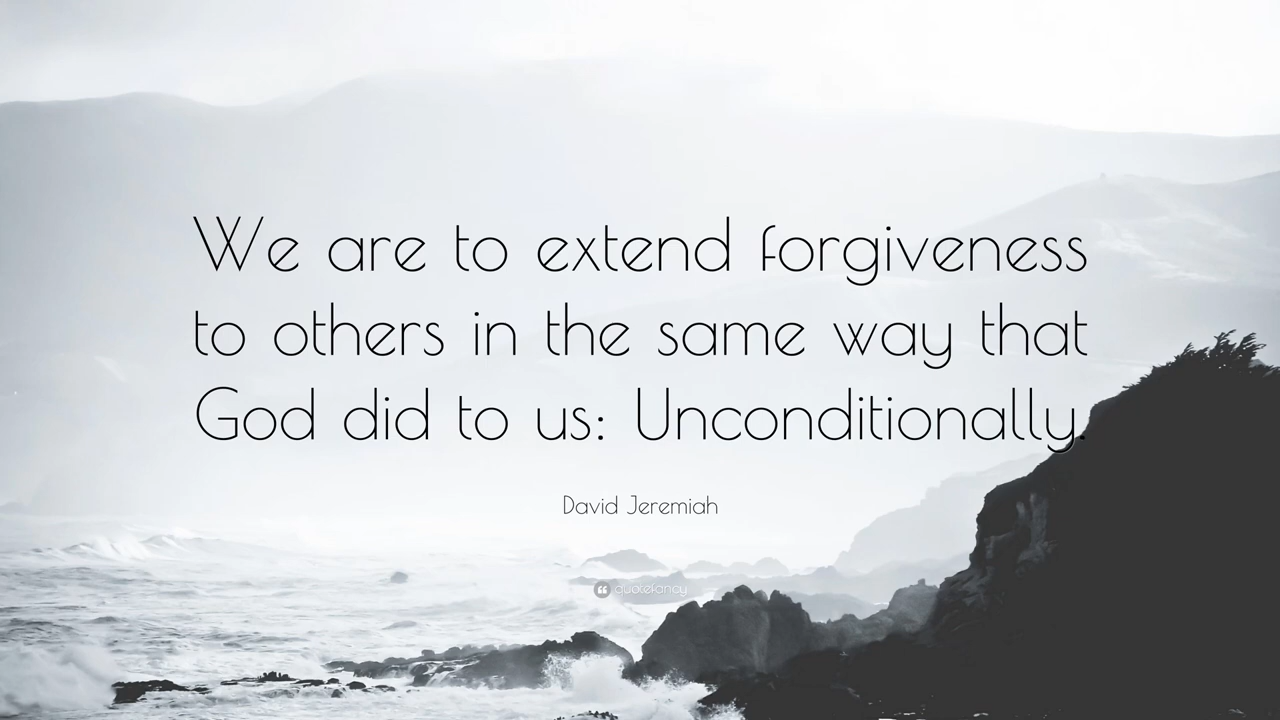 We are to extend forgiveness
to others in the same way that
God did to us: Unconditionally.
David Jeremiah
quotefancy